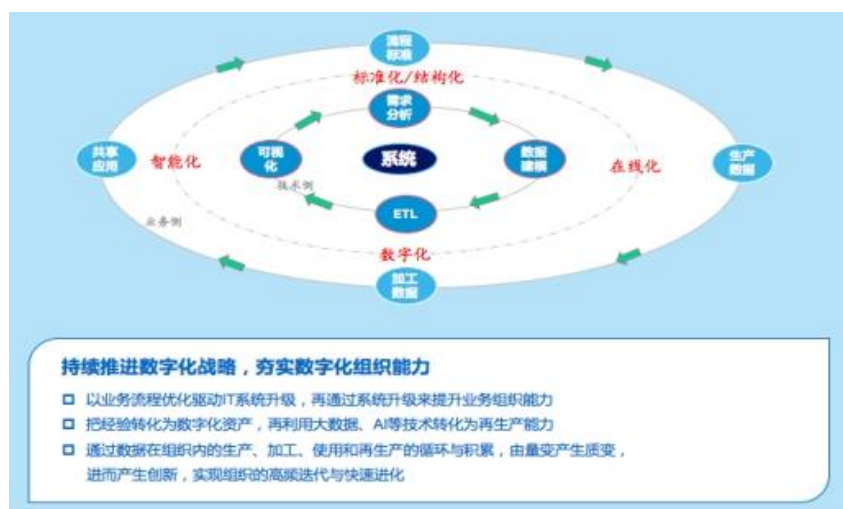 流程
标准
标准化/结构化
需求
分析
共享
应用
智能化
可视
化
系统
数据
建模
在线化
生产
数据
技术侧
ETL
业务侧
数字化
加工
数据
持续推进数字化战略，夯实数字化组织能力
以业务流程优化驱动IT系统升级，再通过系统升级来提升业务组织能力
把经验转化为数字化资产，再利用大数据、AI等技术转化为再生产能力
通过数据在组织内的生产、加工、使用和再生产的循环与积累，由量变产生质变，
进而产生创新，实现组织的高频迭代与快速进化